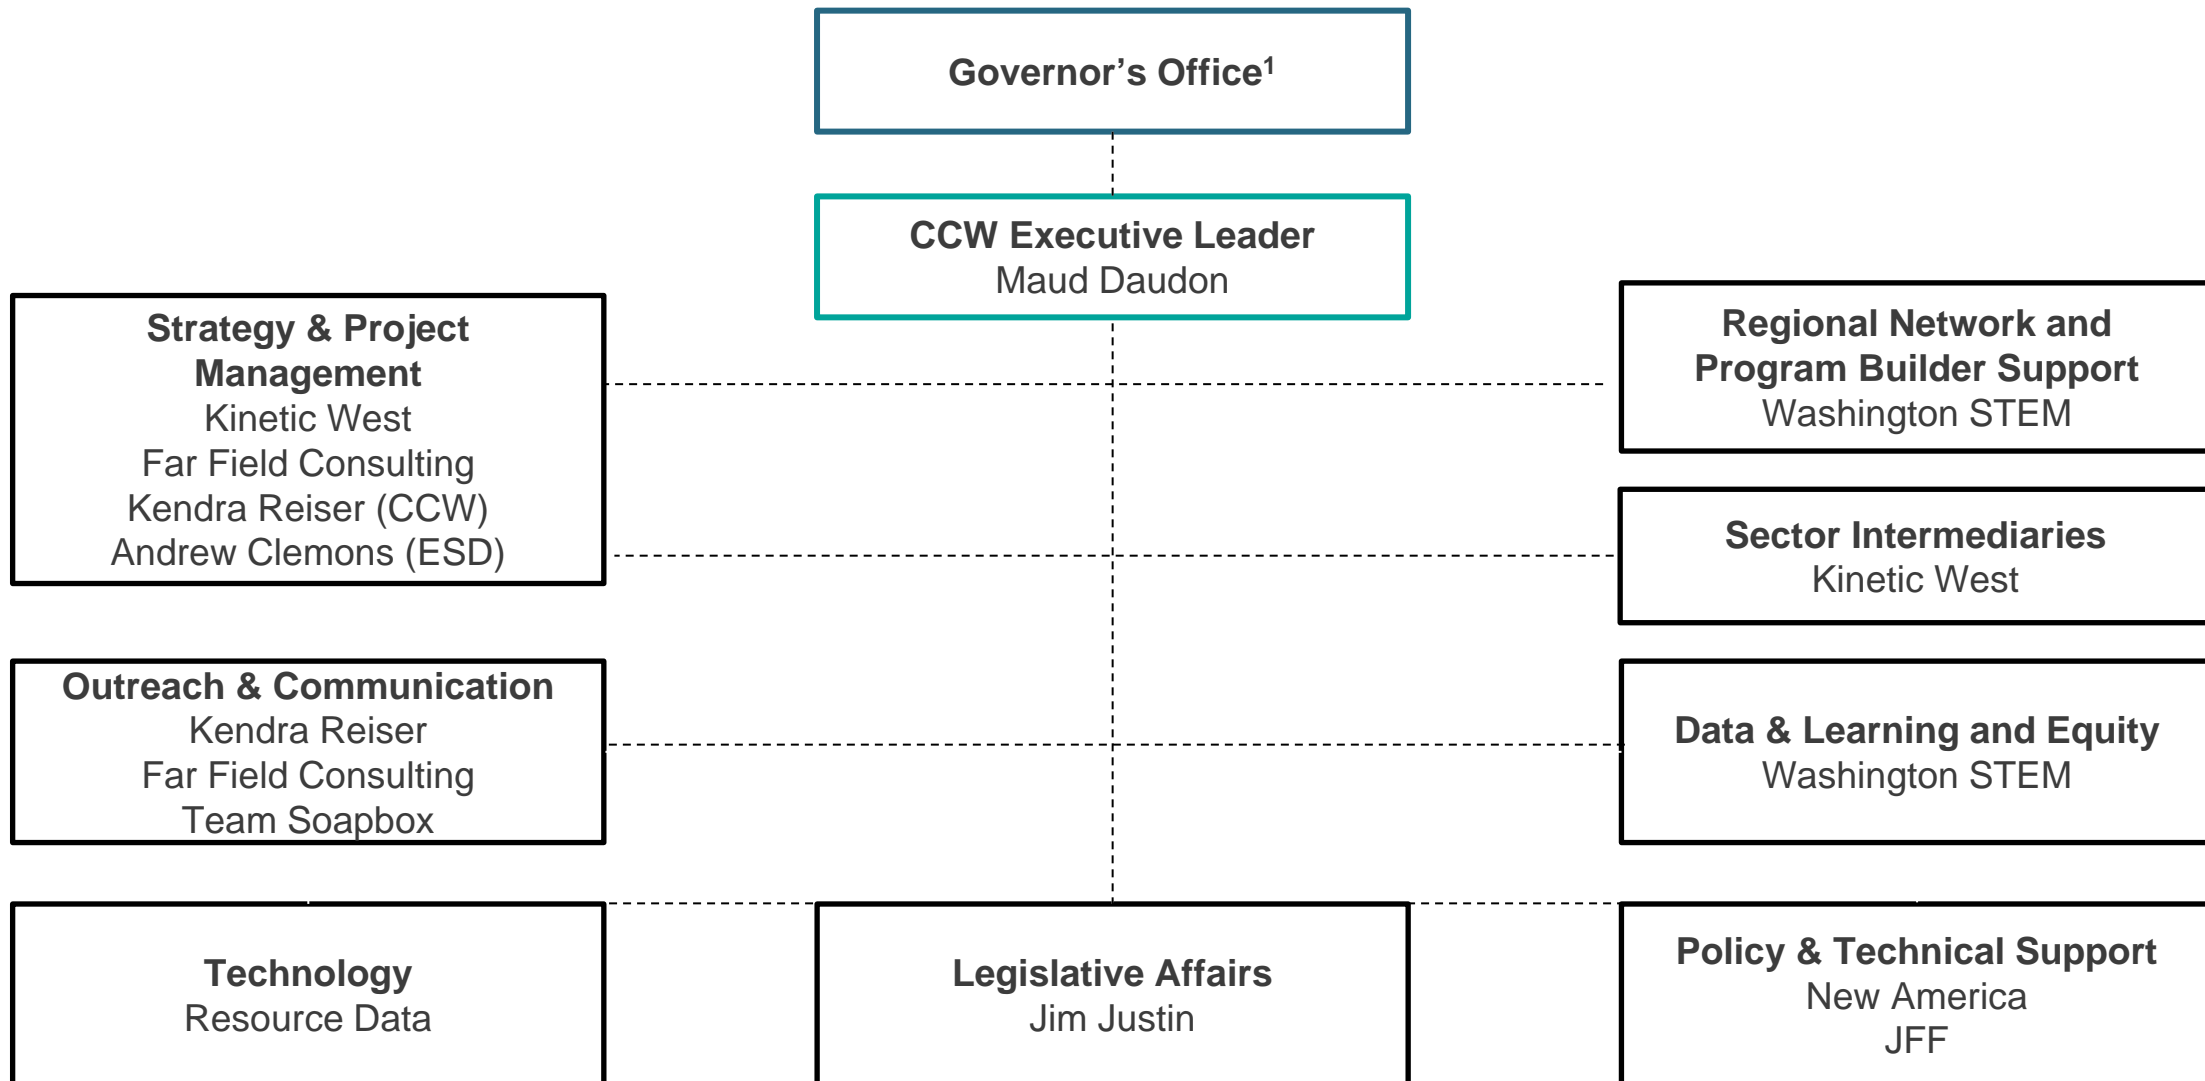 Governor’s Office¹
CCW Executive Leader
Maud Daudon
Strategy & Project
Management
Kinetic West
Far Field Consulting
Kendra Reiser (CCW)
Andrew Clemons (ESD)
Regional Network and
Program Builder Support
Washington STEM
Sector Intermediaries
Kinetic West
Outreach & Communication
Kendra Reiser
Far Field Consulting
Team Soapbox
Data & Learning and Equity
Washington STEM
Technology
Resource Data
Legislative Affairs
Jim Justin
Policy & Technical Support
New America
JFF